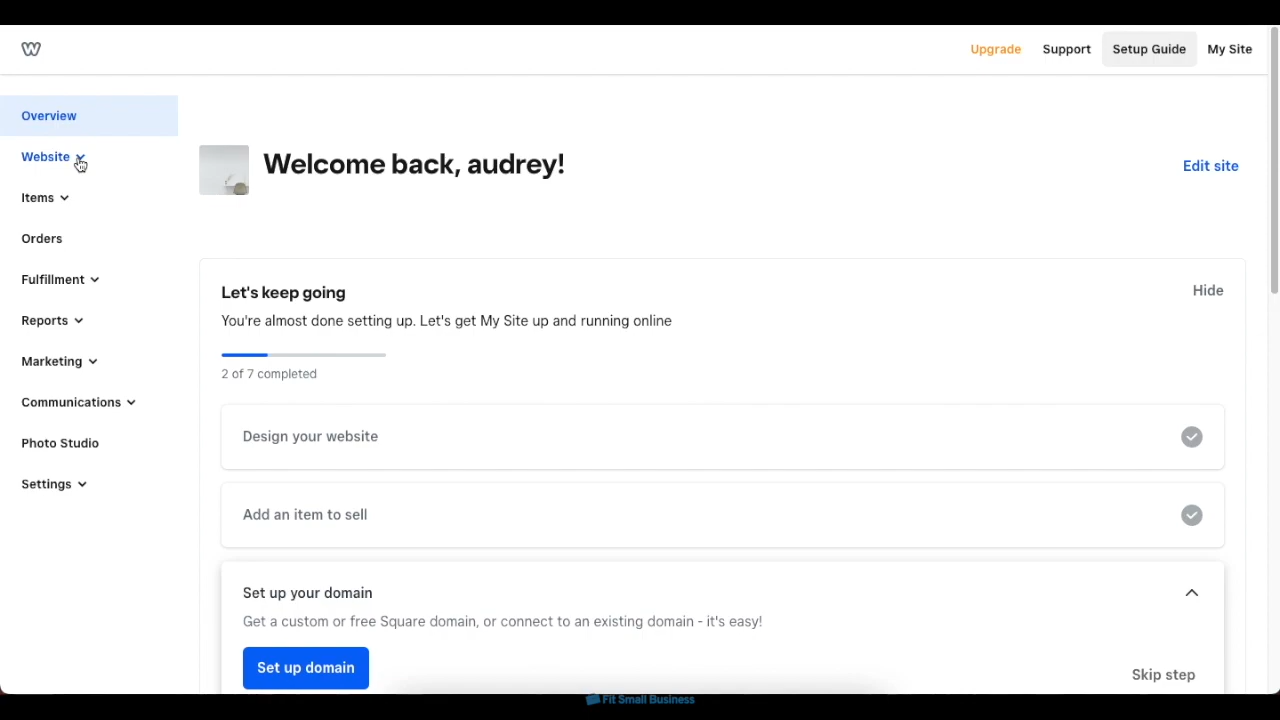 Upgrade
Support
Setup Guide
My Site
Overview
Website
Items
Orders
Fulfillment
Reports
Marketing
Communications
Photo Studio
Settings
Welcome back, audrey!
Edit site
Let's keep going
Hide
You're almost done setting up. Let's get My Site up and running online
2 of 7 completed
Design your website
Add an item to sell
Set up your domain
Get a custom or free Square domain, or connect to an existing domain - it's easy!
Set up domain
Skip step
Fit Small Business